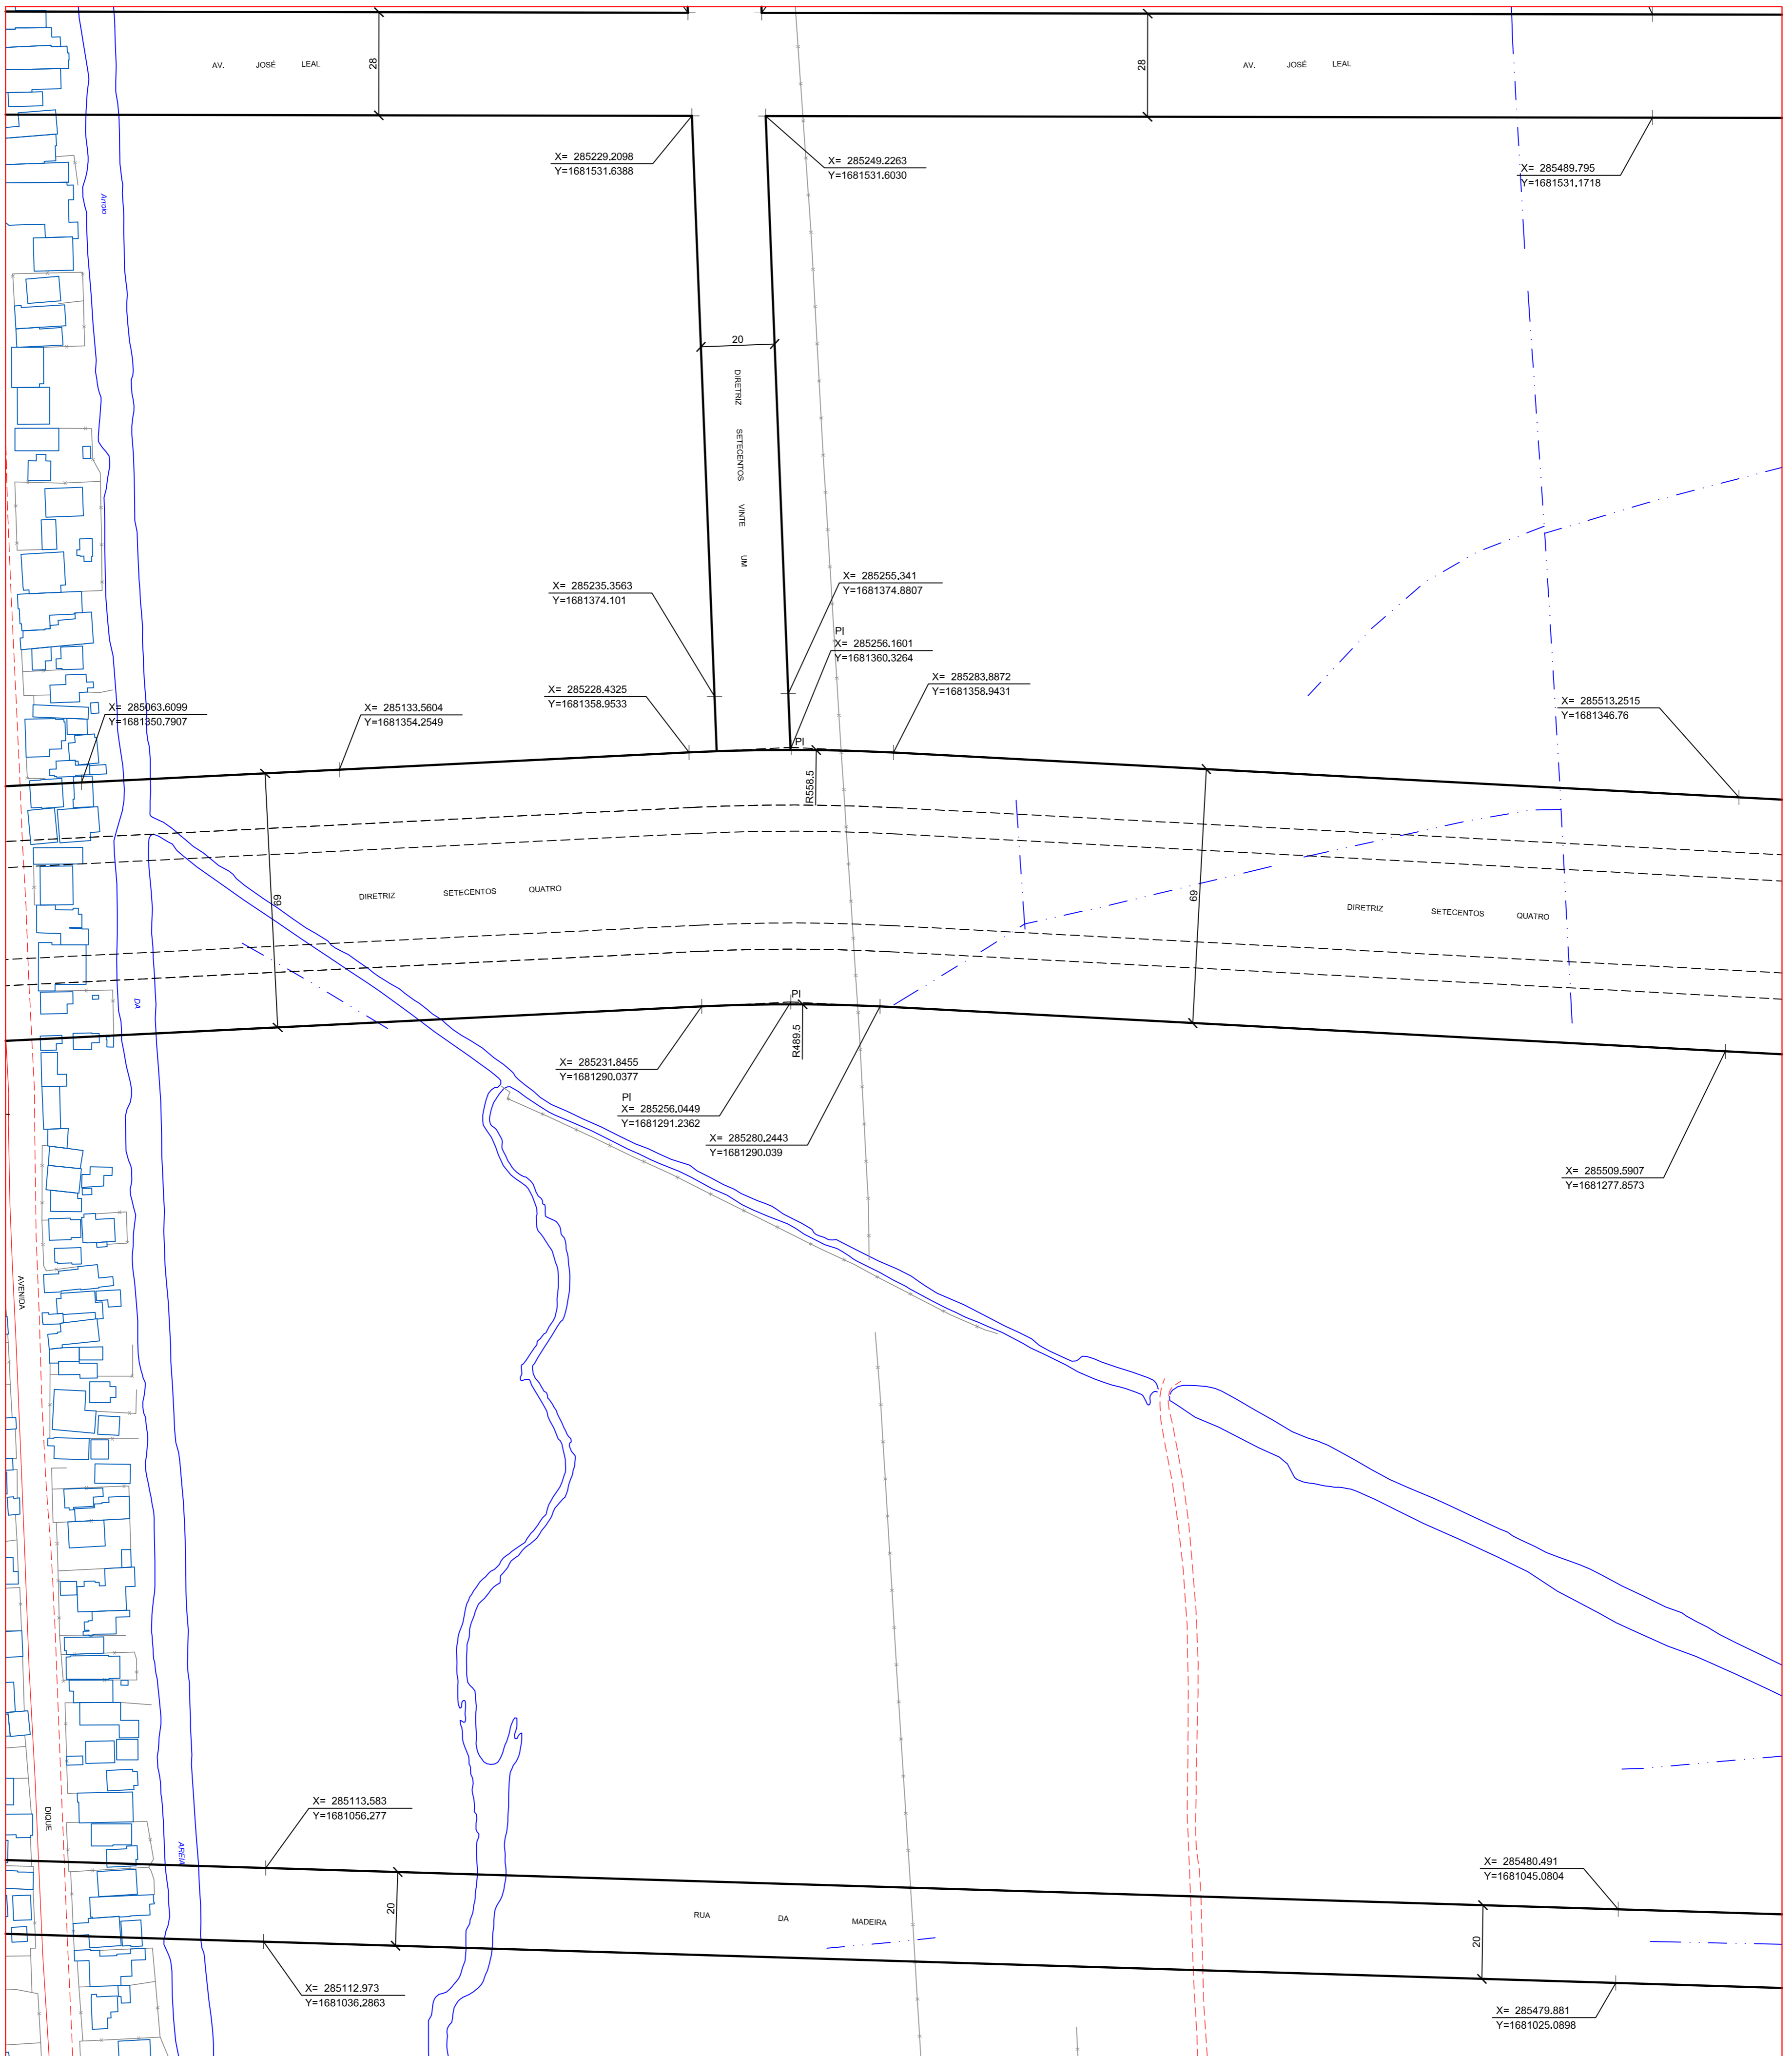 28
AV. JOSÉ LEAL
28
AV. JOSÉ LEAL
X= 285229.2098
Y=1681531.6388
X= 285249.2263
Y=1681531.6030
X= 285489.795
Y=1681531.1718
Arroio
20
DIRETRIZ SETECENTOS VINTE UM
X= 285235.3563
Y=1681374.101
X= 285255.341
Y=1681374.8807
PI
X= 285256.1601
Y=1681360.3264
X= 285228.4325
Y=1681358.9533
X= 285283.8872
Y=1681358.9431
X= 285063.6099
Y=1681350.7907
X= 285133.5604
Y=1681354.2549
X= 285513.2515
Y=1681346.76
PI
R558.5
69
DIRETRIZ SETECENTOS QUATRO
69
DIRETRIZ SETECENTOS QUATRO
DA
PI
R489.5
X= 285231.8455
Y=1681290.0377
PI
X= 285256.0449
Y=1681291.2362
X= 285280.2443
Y=1681290.039
X= 285509.5907
Y=1681277.8573
AVENIDA
DIQUE
AREIA
X= 285113.583
Y=1681056.277
X= 285480.491
Y=1681045.0804
20
RUA DA MADEIRA
20
X= 285112.973
Y=1681036.2863
X= 285479.881
Y=1681025.0898